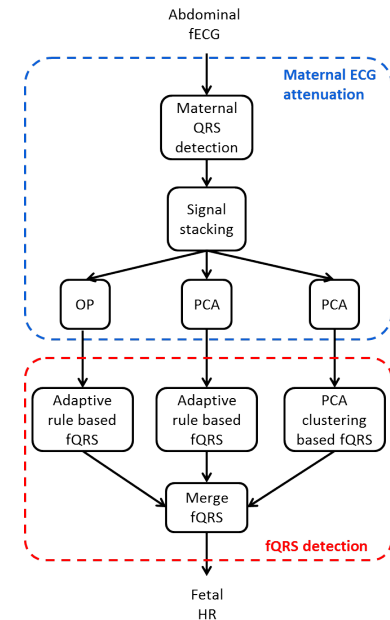 Abdominal
fECG
Maternal ECG
attenuation
Maternal
QRS
detection
Signal
stacking
OP
PCA
PCA
Adaptive
rule based
fQRS
Adaptive
rule based
fQRS
PCA
clustering
based fQRS
Merge
fQRS
fQRS detection
Fetal
HR